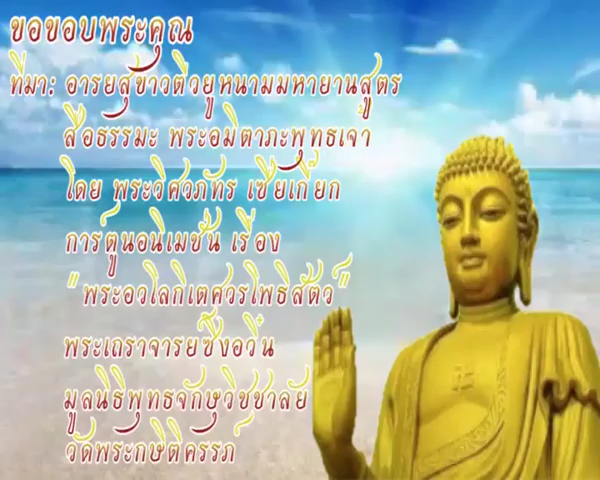 ขอขอบพระคุณ
ที่มา: อารยสุขาวตีวยูหนามมหายานสูตร
สื่อธรรมะ พระอมิตาภะพุทธเจ้า
โดย พระวิศวภัทร เซี่ยเกี๊ยก
การ์ตูนอนิเมชั่น เรื่อง
"พระอวโลกิเตศวรโพธิสัตว์"
พระเถราจารย์ซิงอวิ๋น
มูลนิธิพุทธจักษุวิชชาลัย
วัดพระกษิติครรภ์